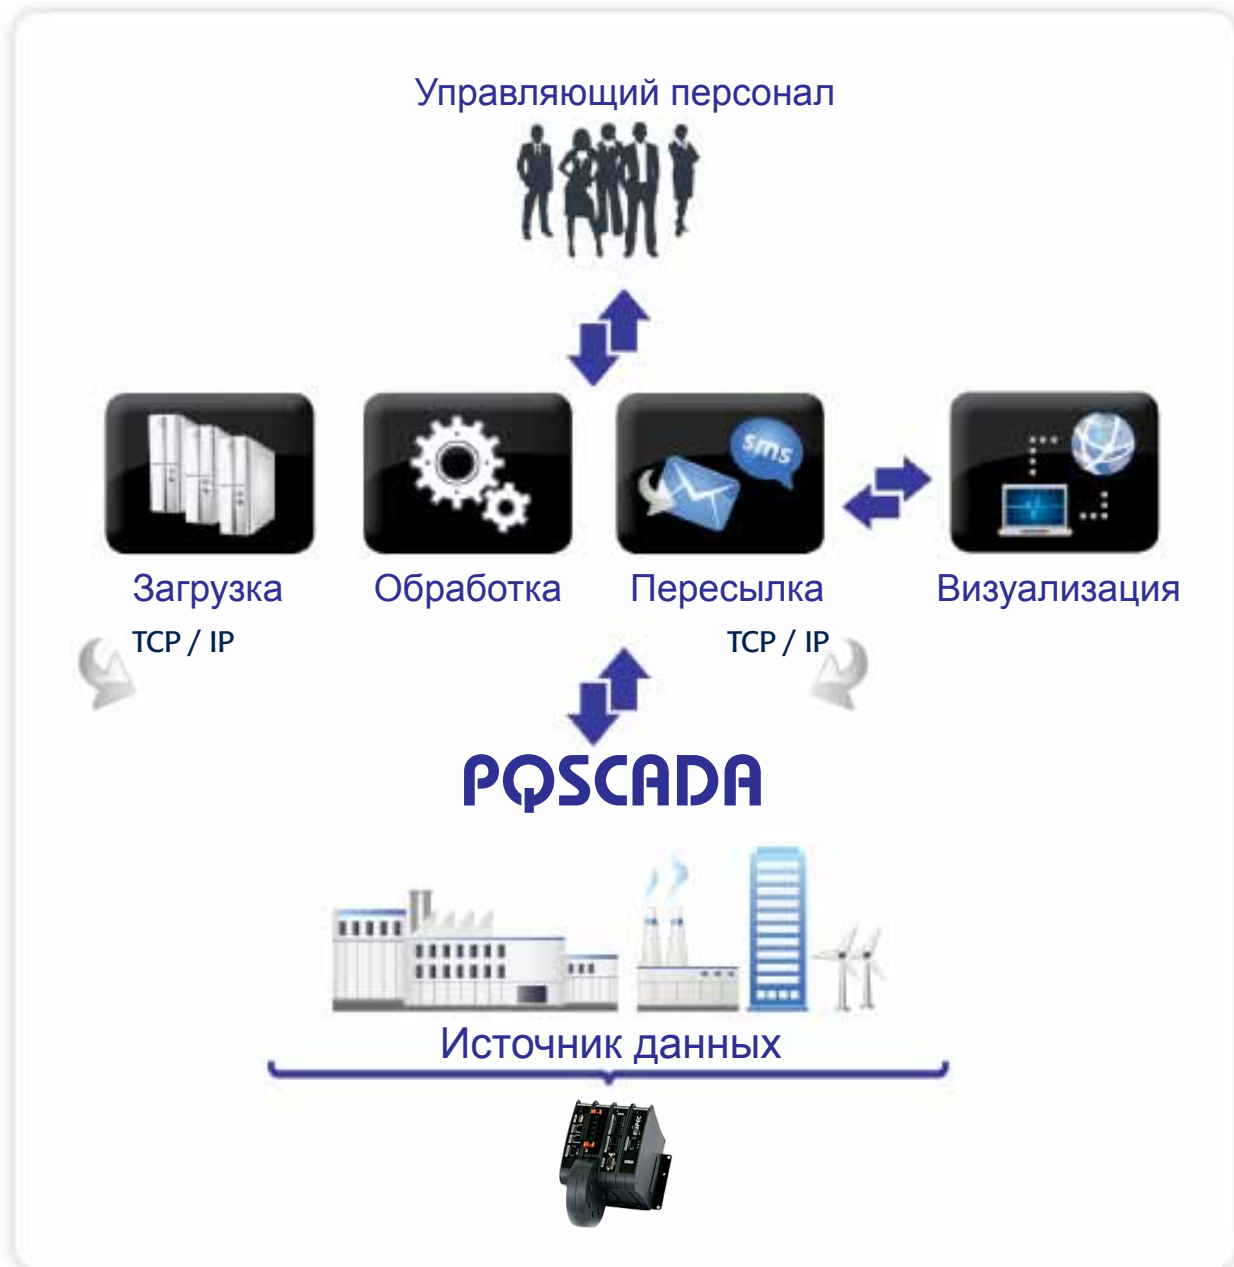 Управляющий персонал
sms
Загрузка
Обработка
Пересылка
Визуализация
TCP / IP
TCP / IP
PQSCADA
Источник данных